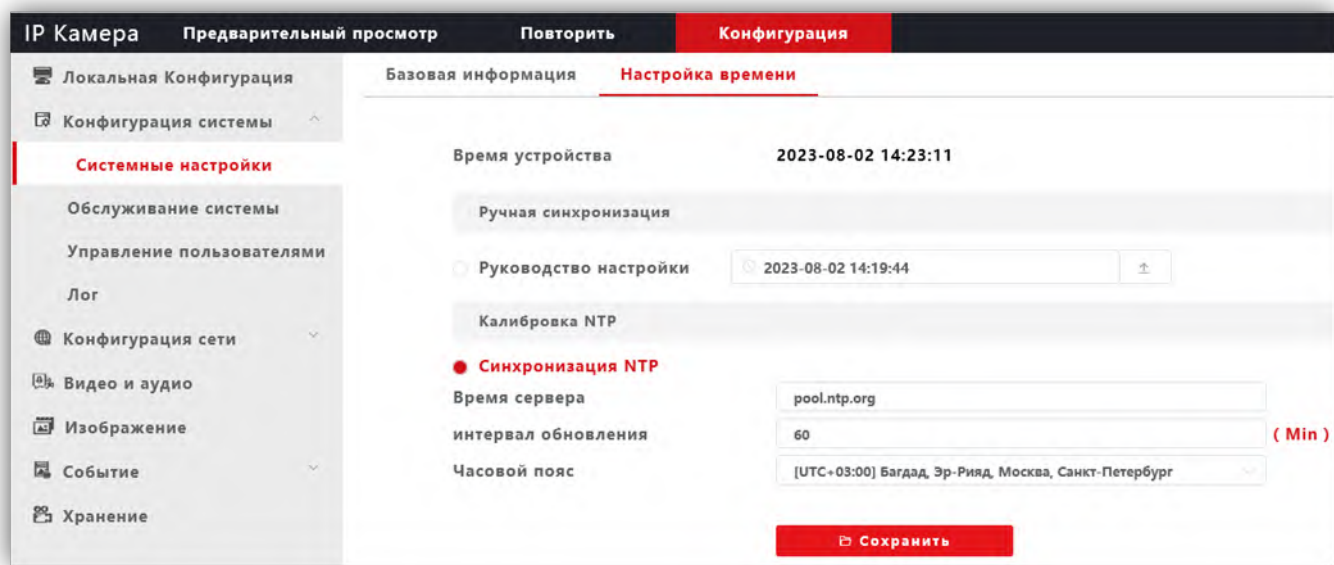 IP Камера Предварительный просмотр Повторить Конфигурация
Локальная Конфигурация
Конфигурация системы
Системные настройки
Обслуживание системы
Управление пользователями
Лог
Конфигурация сети
Видео и аудио
Изображение
Событие
Хранение
Базовая информация Настройка времени
Время устройства 2023-08-02 14:23:11
Ручная синхронизация
Руководство настройки 2023-08-02 14:19:44
Калибровка NTP
Синхронизация NTP
Время сервера pool.ntp.org
интервал обновления 60 ( Min )
Часовой пояс [UTC+03:00] Багдад, Эр-Рияд, Москва, Санкт-Петербург
Сохранить